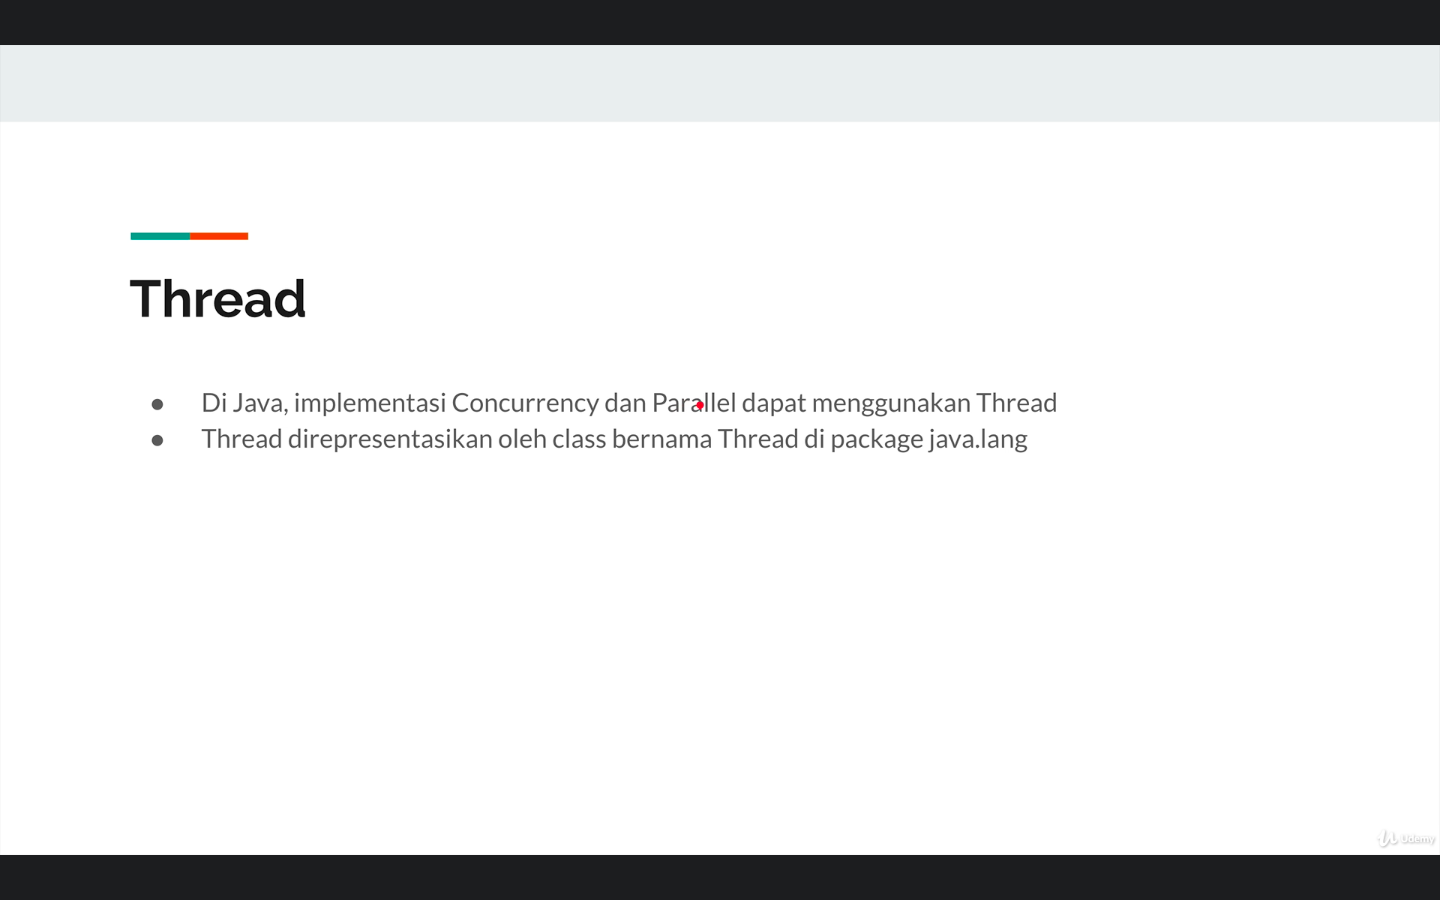 Thread
● Di Java, implementasi Concurrency dan Parallel dapat menggunakan Thread
● Thread direpresentasikan oleh class bernama Thread di package java.lang
Udemy